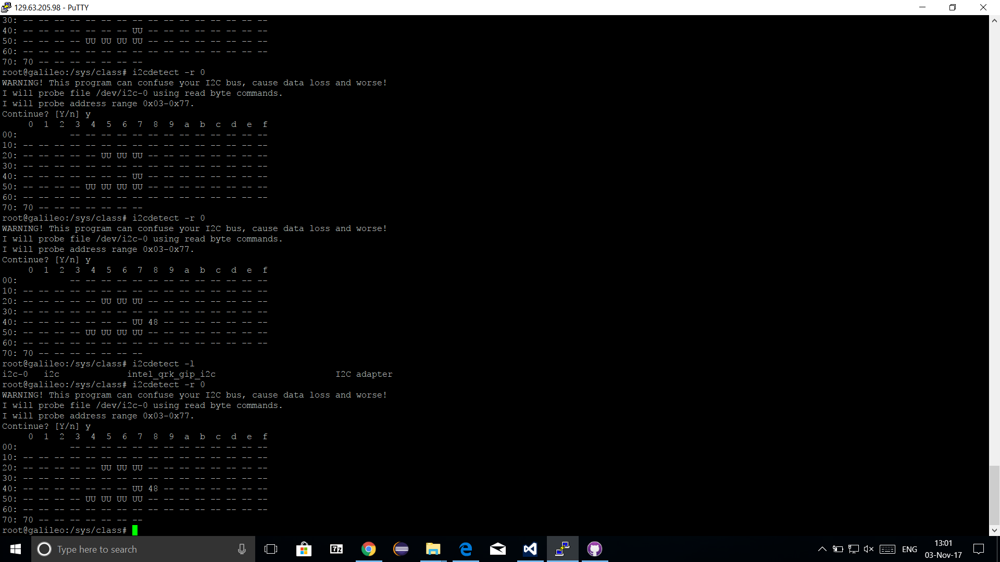 129.63.205.98 - PuTTY
30: -- -- -- -- -- -- -- -- -- -- -- -- -- -- -- --
40: -- -- -- -- -- -- -- UU -- -- -- -- -- -- -- --
50: -- -- -- -- UU UU UU UU -- -- -- -- -- -- -- --
60: -- -- -- -- -- -- -- -- -- -- -- -- -- -- -- --
70: 70 -- -- -- -- -- -- --
root@galileo:/sys/class# i2cdetect -r 0
WARNING! This program can confuse your I2C bus, cause data loss and worse!
I will probe file /dev/i2c-0 using read byte commands.
I will probe address range 0x03-0x77.
Continue? [Y/n] y
     0  1  2  3  4  5  6  7  8  9  a  b  c  d  e  f
00:          -- -- -- -- -- -- -- -- -- -- -- -- --
10: -- -- -- -- -- -- -- -- -- -- -- -- -- -- -- --
20: -- -- -- -- -- UU UU UU -- -- -- -- -- -- -- --
30: -- -- -- -- -- -- -- -- -- -- -- -- -- -- -- --
40: -- -- -- -- -- -- -- UU -- -- -- -- -- -- -- --
50: -- -- -- -- UU UU UU UU -- -- -- -- -- -- -- --
60: -- -- -- -- -- -- -- -- -- -- -- -- -- -- -- --
70: 70 -- -- -- -- -- -- --
root@galileo:/sys/class# i2cdetect -r 0
WARNING! This program can confuse your I2C bus, cause data loss and worse!
I will probe file /dev/i2c-0 using read byte commands.
I will probe address range 0x03-0x77.
Continue? [Y/n] y
     0  1  2  3  4  5  6  7  8  9  a  b  c  d  e  f
00:          -- -- -- -- -- -- -- -- -- -- -- -- --
10: -- -- -- -- -- -- -- -- -- -- -- -- -- -- -- --
20: -- -- -- -- -- UU UU UU -- -- -- -- -- -- -- --
30: -- -- -- -- -- -- -- -- -- -- -- -- -- -- -- --
40: -- -- -- -- -- -- -- UU 48 -- -- -- -- -- -- --
50: -- -- -- -- UU UU UU UU -- -- -- -- -- -- -- --
60: -- -- -- -- -- -- -- -- -- -- -- -- -- -- -- --
70: 70 -- -- -- -- -- -- --
root@galileo:/sys/class# i2cdetect -l
i2c-0   i2c             intel_qrk_gip_i2c                       I2C adapter
root@galileo:/sys/class# i2cdetect -r 0
WARNING! This program can confuse your I2C bus, cause data loss and worse!
I will probe file /dev/i2c-0 using read byte commands.
I will probe address range 0x03-0x77.
Continue? [Y/n] y
     0  1  2  3  4  5  6  7  8  9  a  b  c  d  e  f
00:          -- -- -- -- -- -- -- -- -- -- -- -- --
10: -- -- -- -- -- -- -- -- -- -- -- -- -- -- -- --
20: -- -- -- -- -- UU UU UU -- -- -- -- -- -- -- --
30: -- -- -- -- -- -- -- -- -- -- -- -- -- -- -- --
40: -- -- -- -- -- -- -- UU 48 -- -- -- -- -- -- --
50: -- -- -- -- UU UU UU UU -- -- -- -- -- -- -- --
60: -- -- -- -- -- -- -- -- -- -- -- -- -- -- -- --
70: 70 -- -- -- -- -- -- --
root@galileo:/sys/class#
Type here to search
7z
ENG
13:01
03-Nov-17